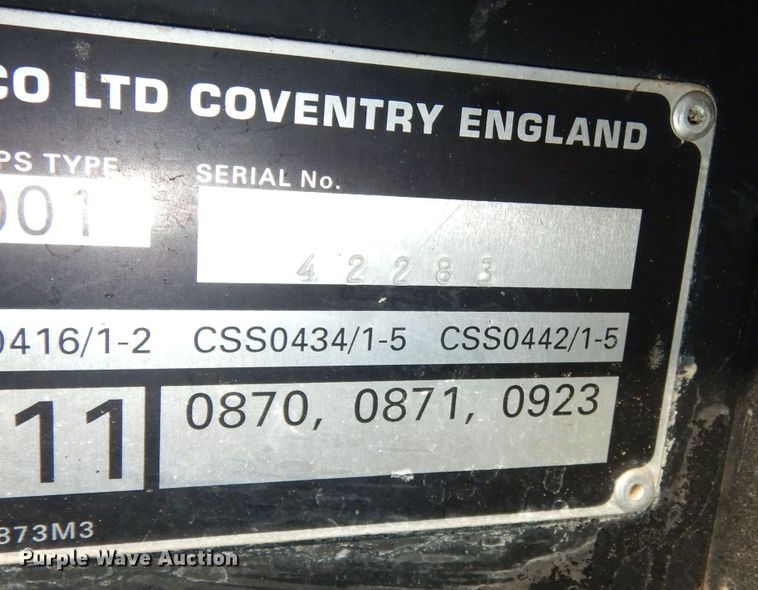 CO LTD COVENTRY ENGLAND
PS TYPE SERIAL No.
001
42283
0416/1-2 CSS0434/1-5 CSS0442/1-5
11 0870, 0871, 0923
873M3
Purple Wave Auction